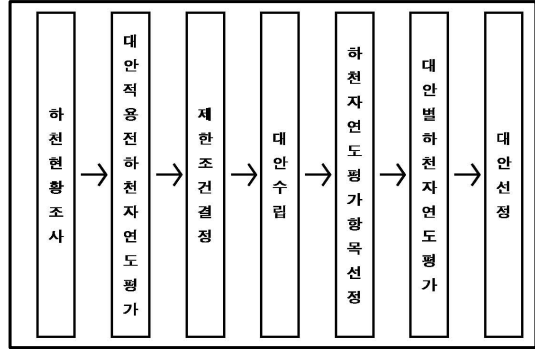 하천현황조사
대안적용전하천자연도평가
제한조건결정
대안수립
하천자연도평가항목선정
대안별하천자연도평가
대안선정